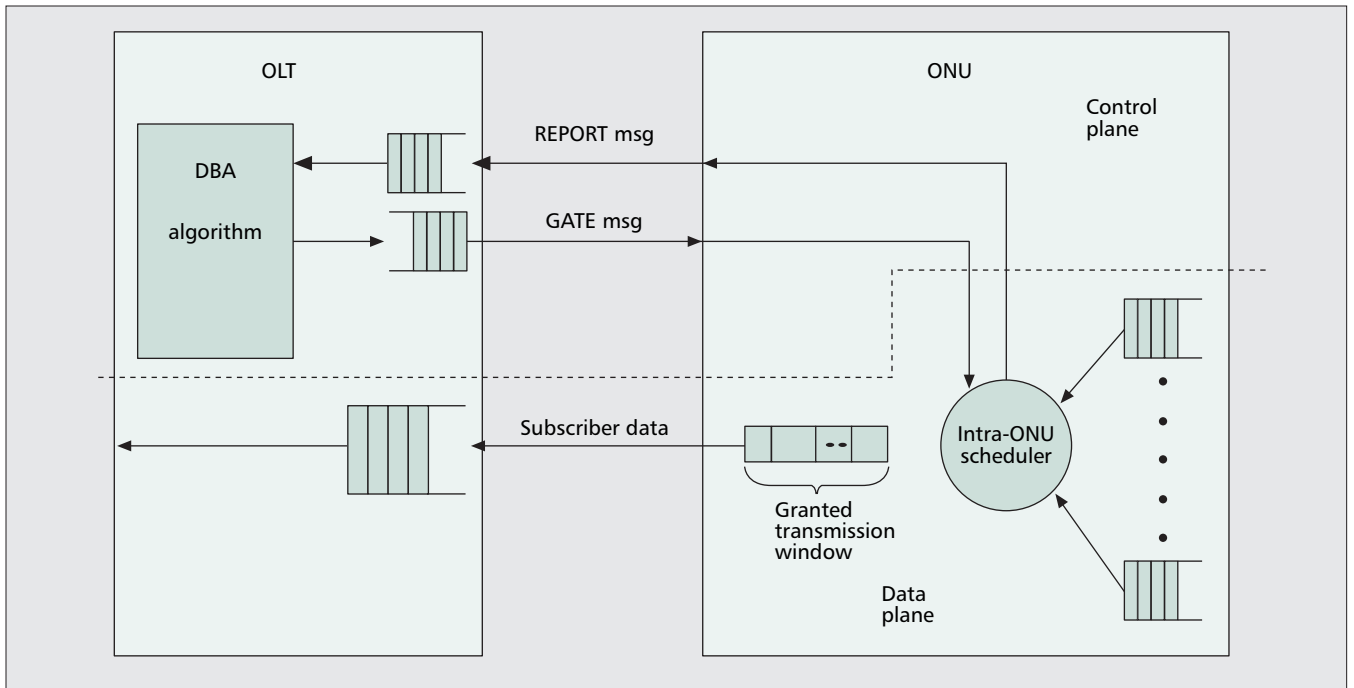 OLT
ONU
Control
plane
REPORT msg
DBA
algorithm
GATE msg
Subscriber data
Intra-ONU
scheduler
Granted
transmission
window
Data
plane